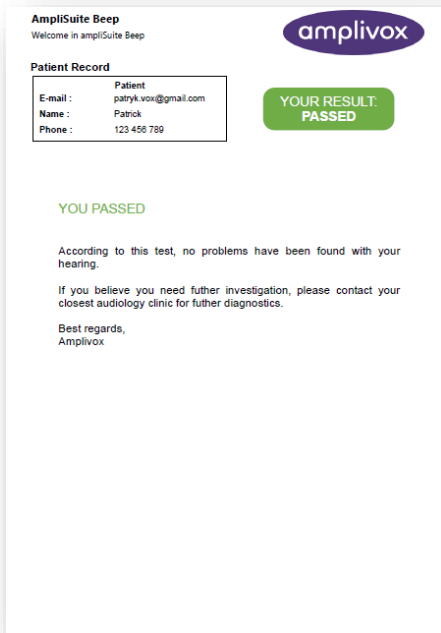 AmpliSuite Beep
Welcome in ampliSuite Beep
amplivox
Patient Record
Patient
E-mail : patryk.vox@gmail.com
Name : Patrick
Phone : 123 456 789
YOUR RESULT:
PASSED
YOU PASSED
According to this test, no problems have been found with your
hearing.
If you believe you need futher investigation, please contact your
closest audiology clinic for futher diagnostics.
Best regards,
Amplivox